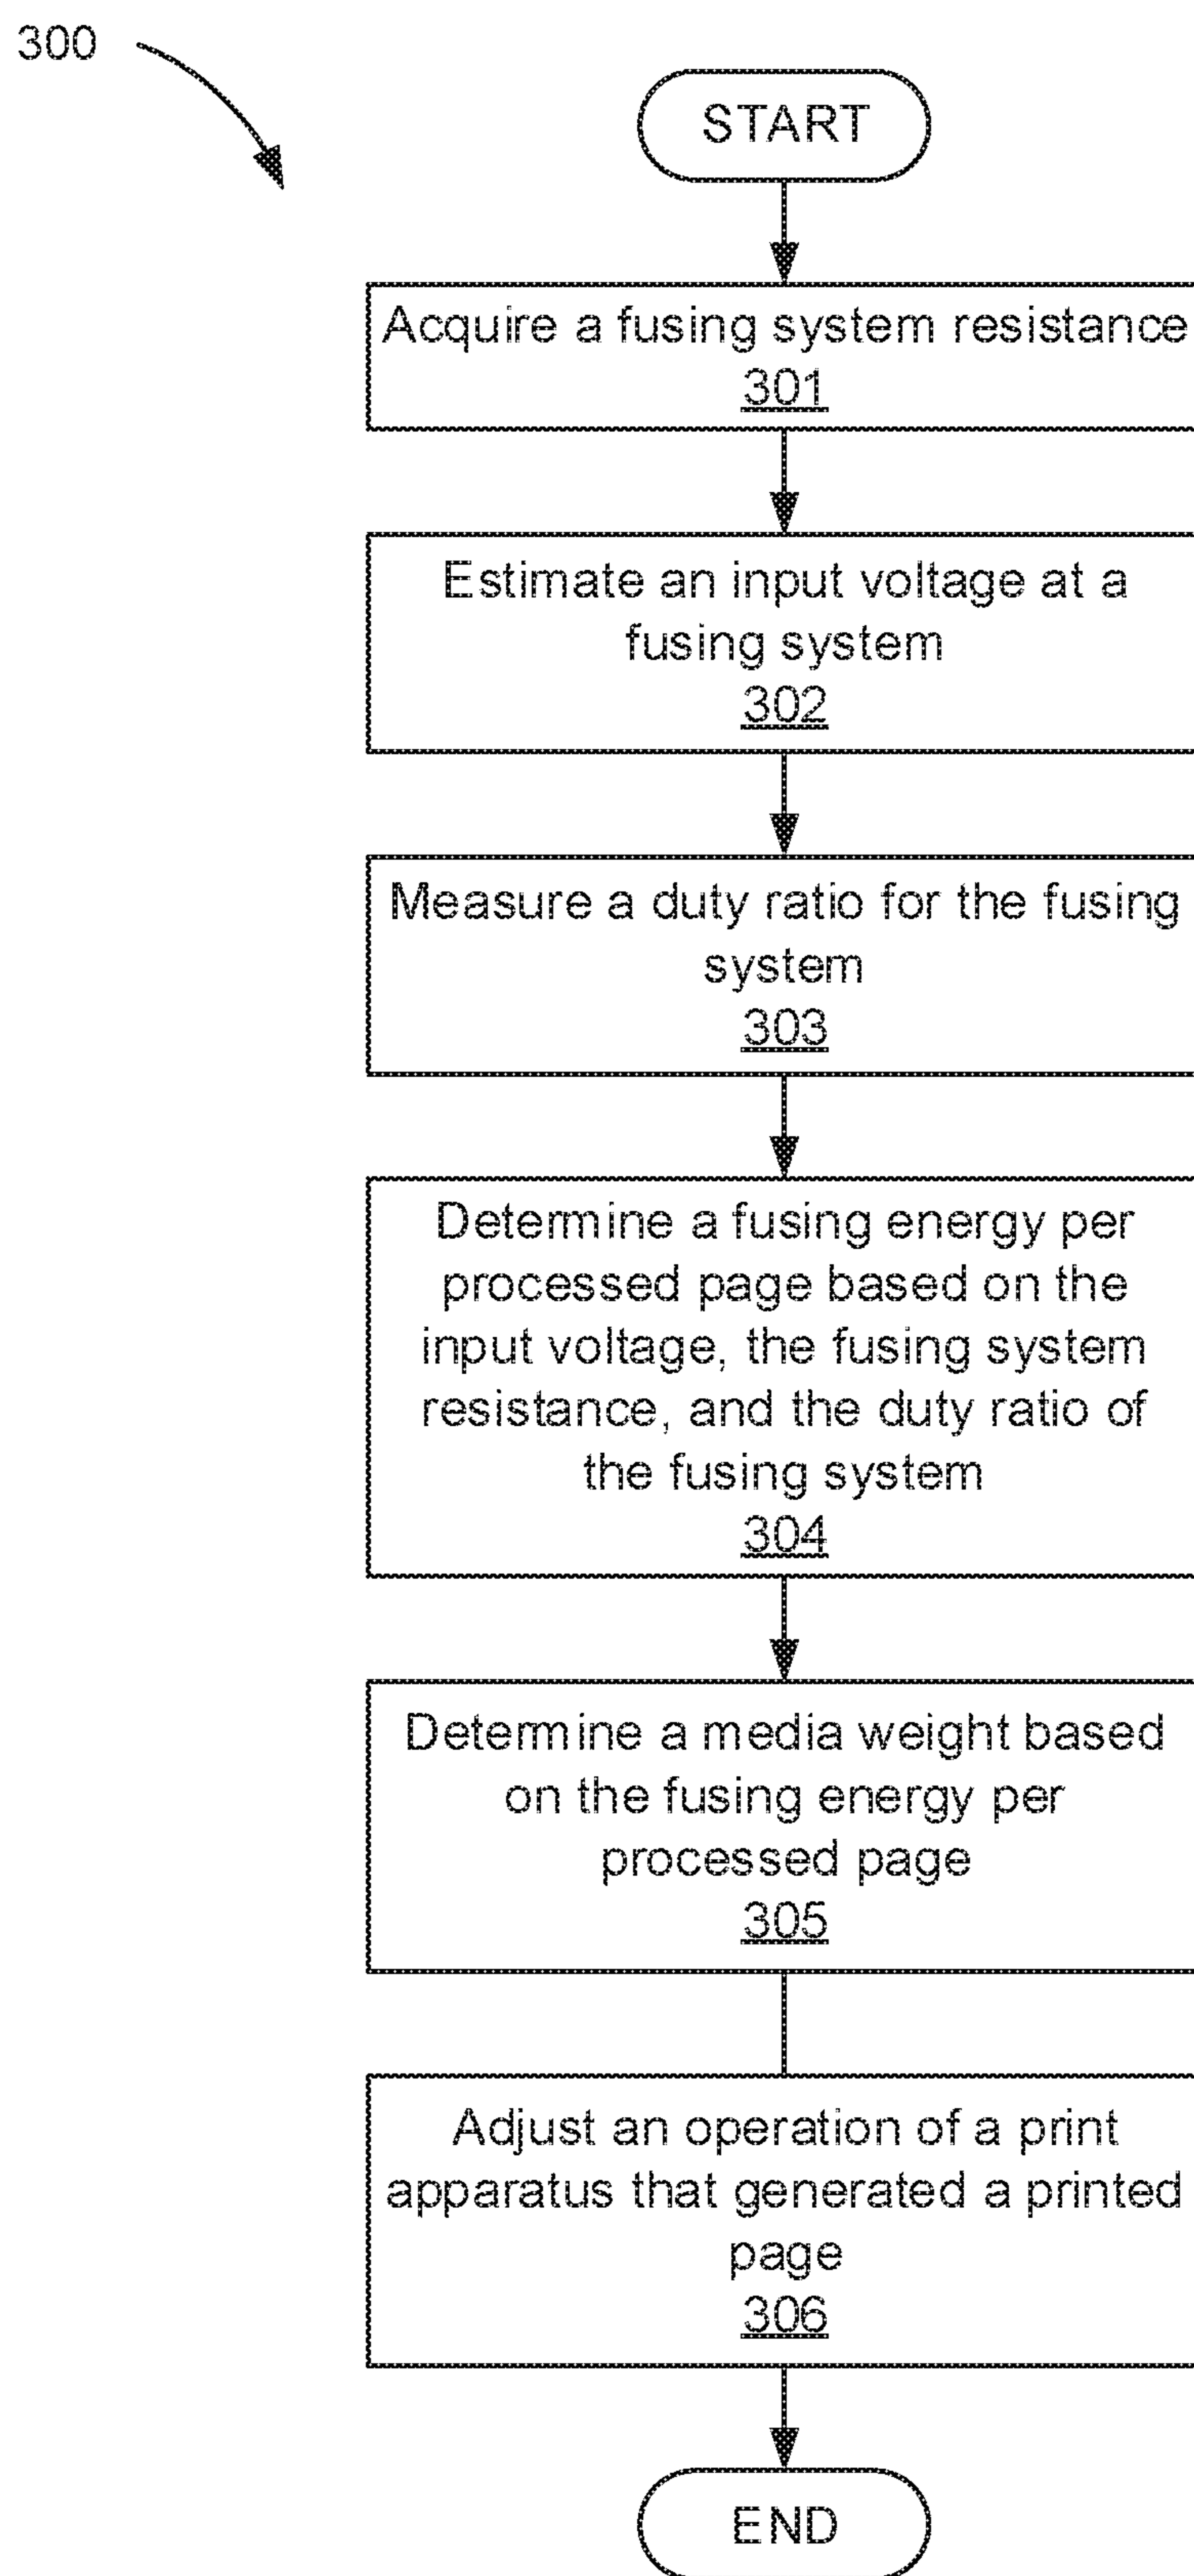 300
START
Acquire a fusing system resistance
301
Estimate an input voltage at a
fusing system
302
Measure a duty ratio for the fusing
system
303
Determine a fusing energy per
processed page based on the
input voltage, the fusing system
resistance, and the duty ratio of
the fusing system
304
Determine a media weight based
on the fusing energy per
processed page
305
Adjust an operation of a print
apparatus that generated a printed
page
306
END